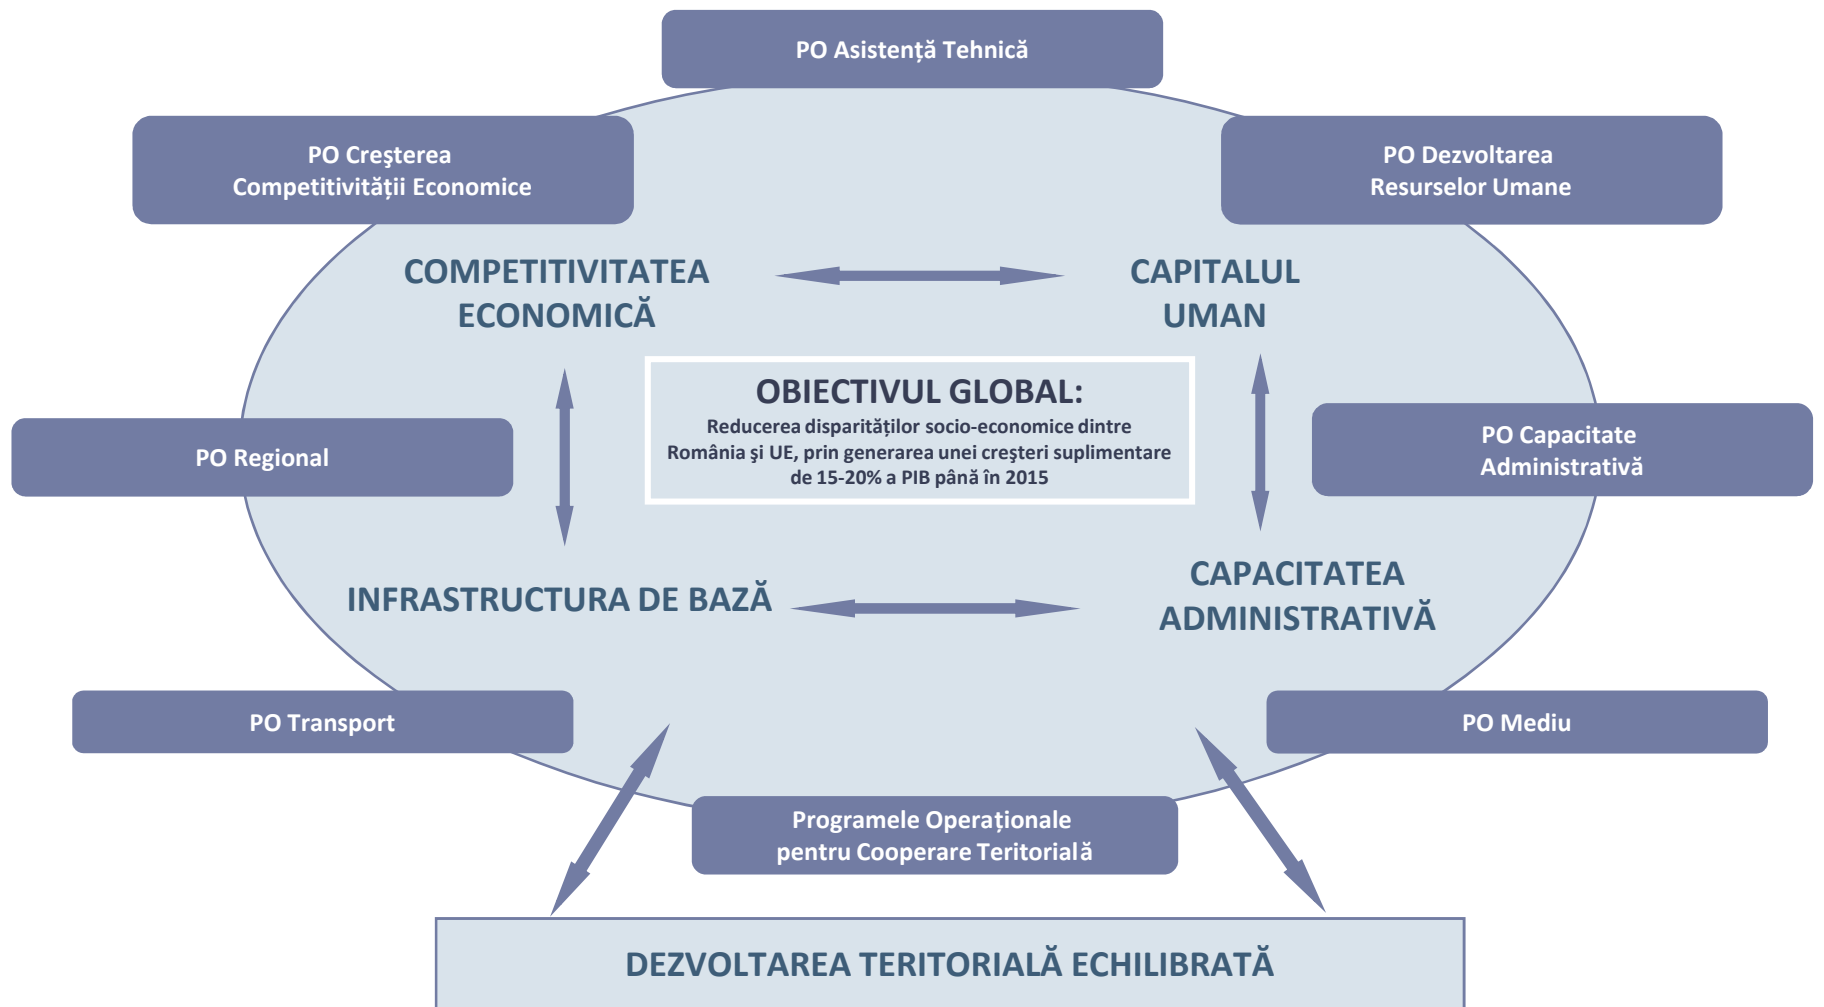 PO Asistență Tehnică
PO Creşterea
Competitivității Economice
PO Dezvoltarea
Resurselor Umane
COMPETITIVITATEA
ECONOMICĂ
CAPITALUL
UMAN
OBIECTIVUL GLOBAL:
Reducerea disparităților socio-economice dintre
România şi UE, prin generarea unei creşteri suplimentare
de 15-20% a PIB până în 2015
PO Regional
PO Capacitate
Administrativă
INFRASTRUCTURA DE BAZĂ
CAPACITATEA
ADMINISTRATIVĂ
PO Transport
PO Mediu
Programele Operaționale
pentru Cooperare Teritorială
DEZVOLTAREA TERITORIALĂ ECHILIBRATĂ